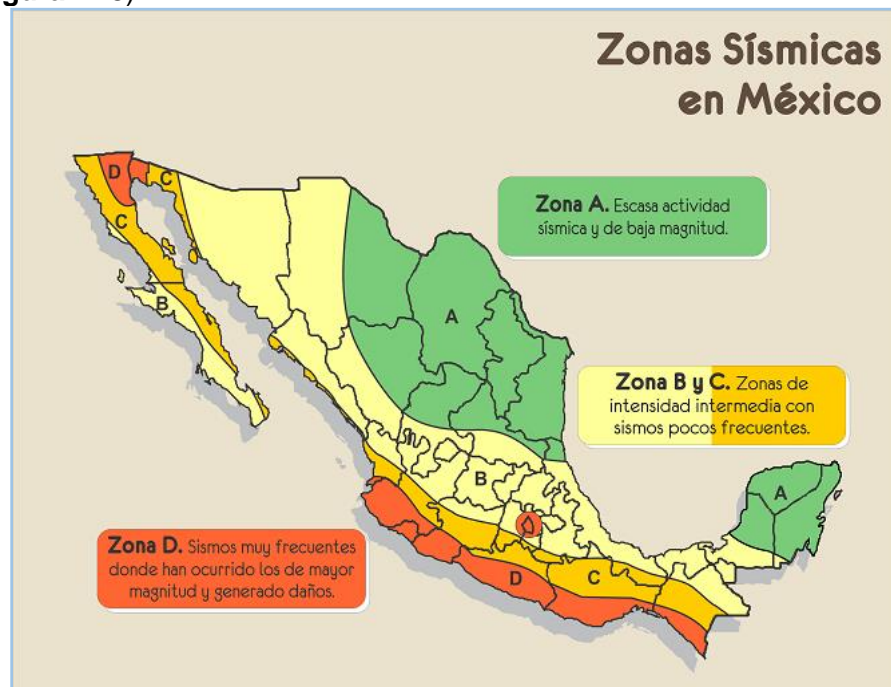 Zonas Sísmicas
en México
D
C
C
B
A
Zona A. Escasa actividad
sísmica y de baja magnitud.
Zona B y C. Zonas de
intensidad intermedia con
sismos pocos frecuentes.
B
A
Zona D. Sismos muy frecuentes
donde han ocurrido los de mayor
magnitud y generado daños.
D
C